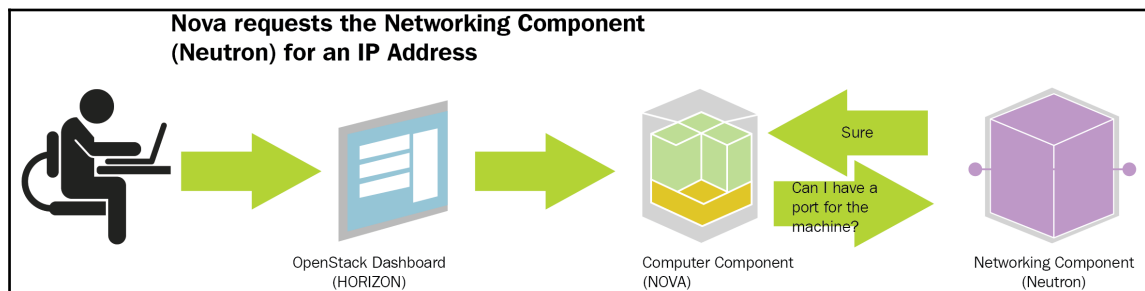 Nova requests the Networking Component
(Neutron) for an IP Address
Sure
Can I have a
port for the
machine?
OpenStack Dashboard
(HORIZON)
Computer Component
(NOVA)
Networking Component
(Neutron)